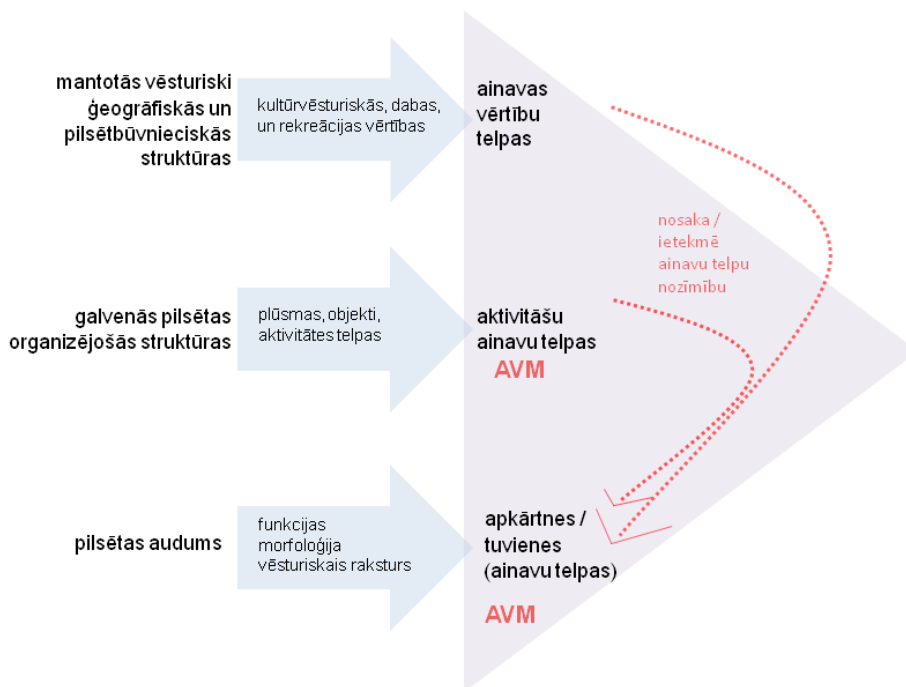 mantotās vēsturiski
ģeogrāfiskās un
pilsētbūvnieciskās
struktūras
kultūrvēsturiskās, dabas,
un rekreācijas vērtības
ainavas
vērtību
telpas
nosaka /
ietekmē
ainavu telpu
nozīmību
galvenās pilsētas
organizējošās struktūras
plūsmas, objekti,
aktivitātes telpas
aktivitāšu
ainavu telpas
AVM
pilsētas audums
funkcijas
morfoloģija
vēsturiskais raksturs
apkārtnes /
tuvienes
(ainavu telpas)
AVM